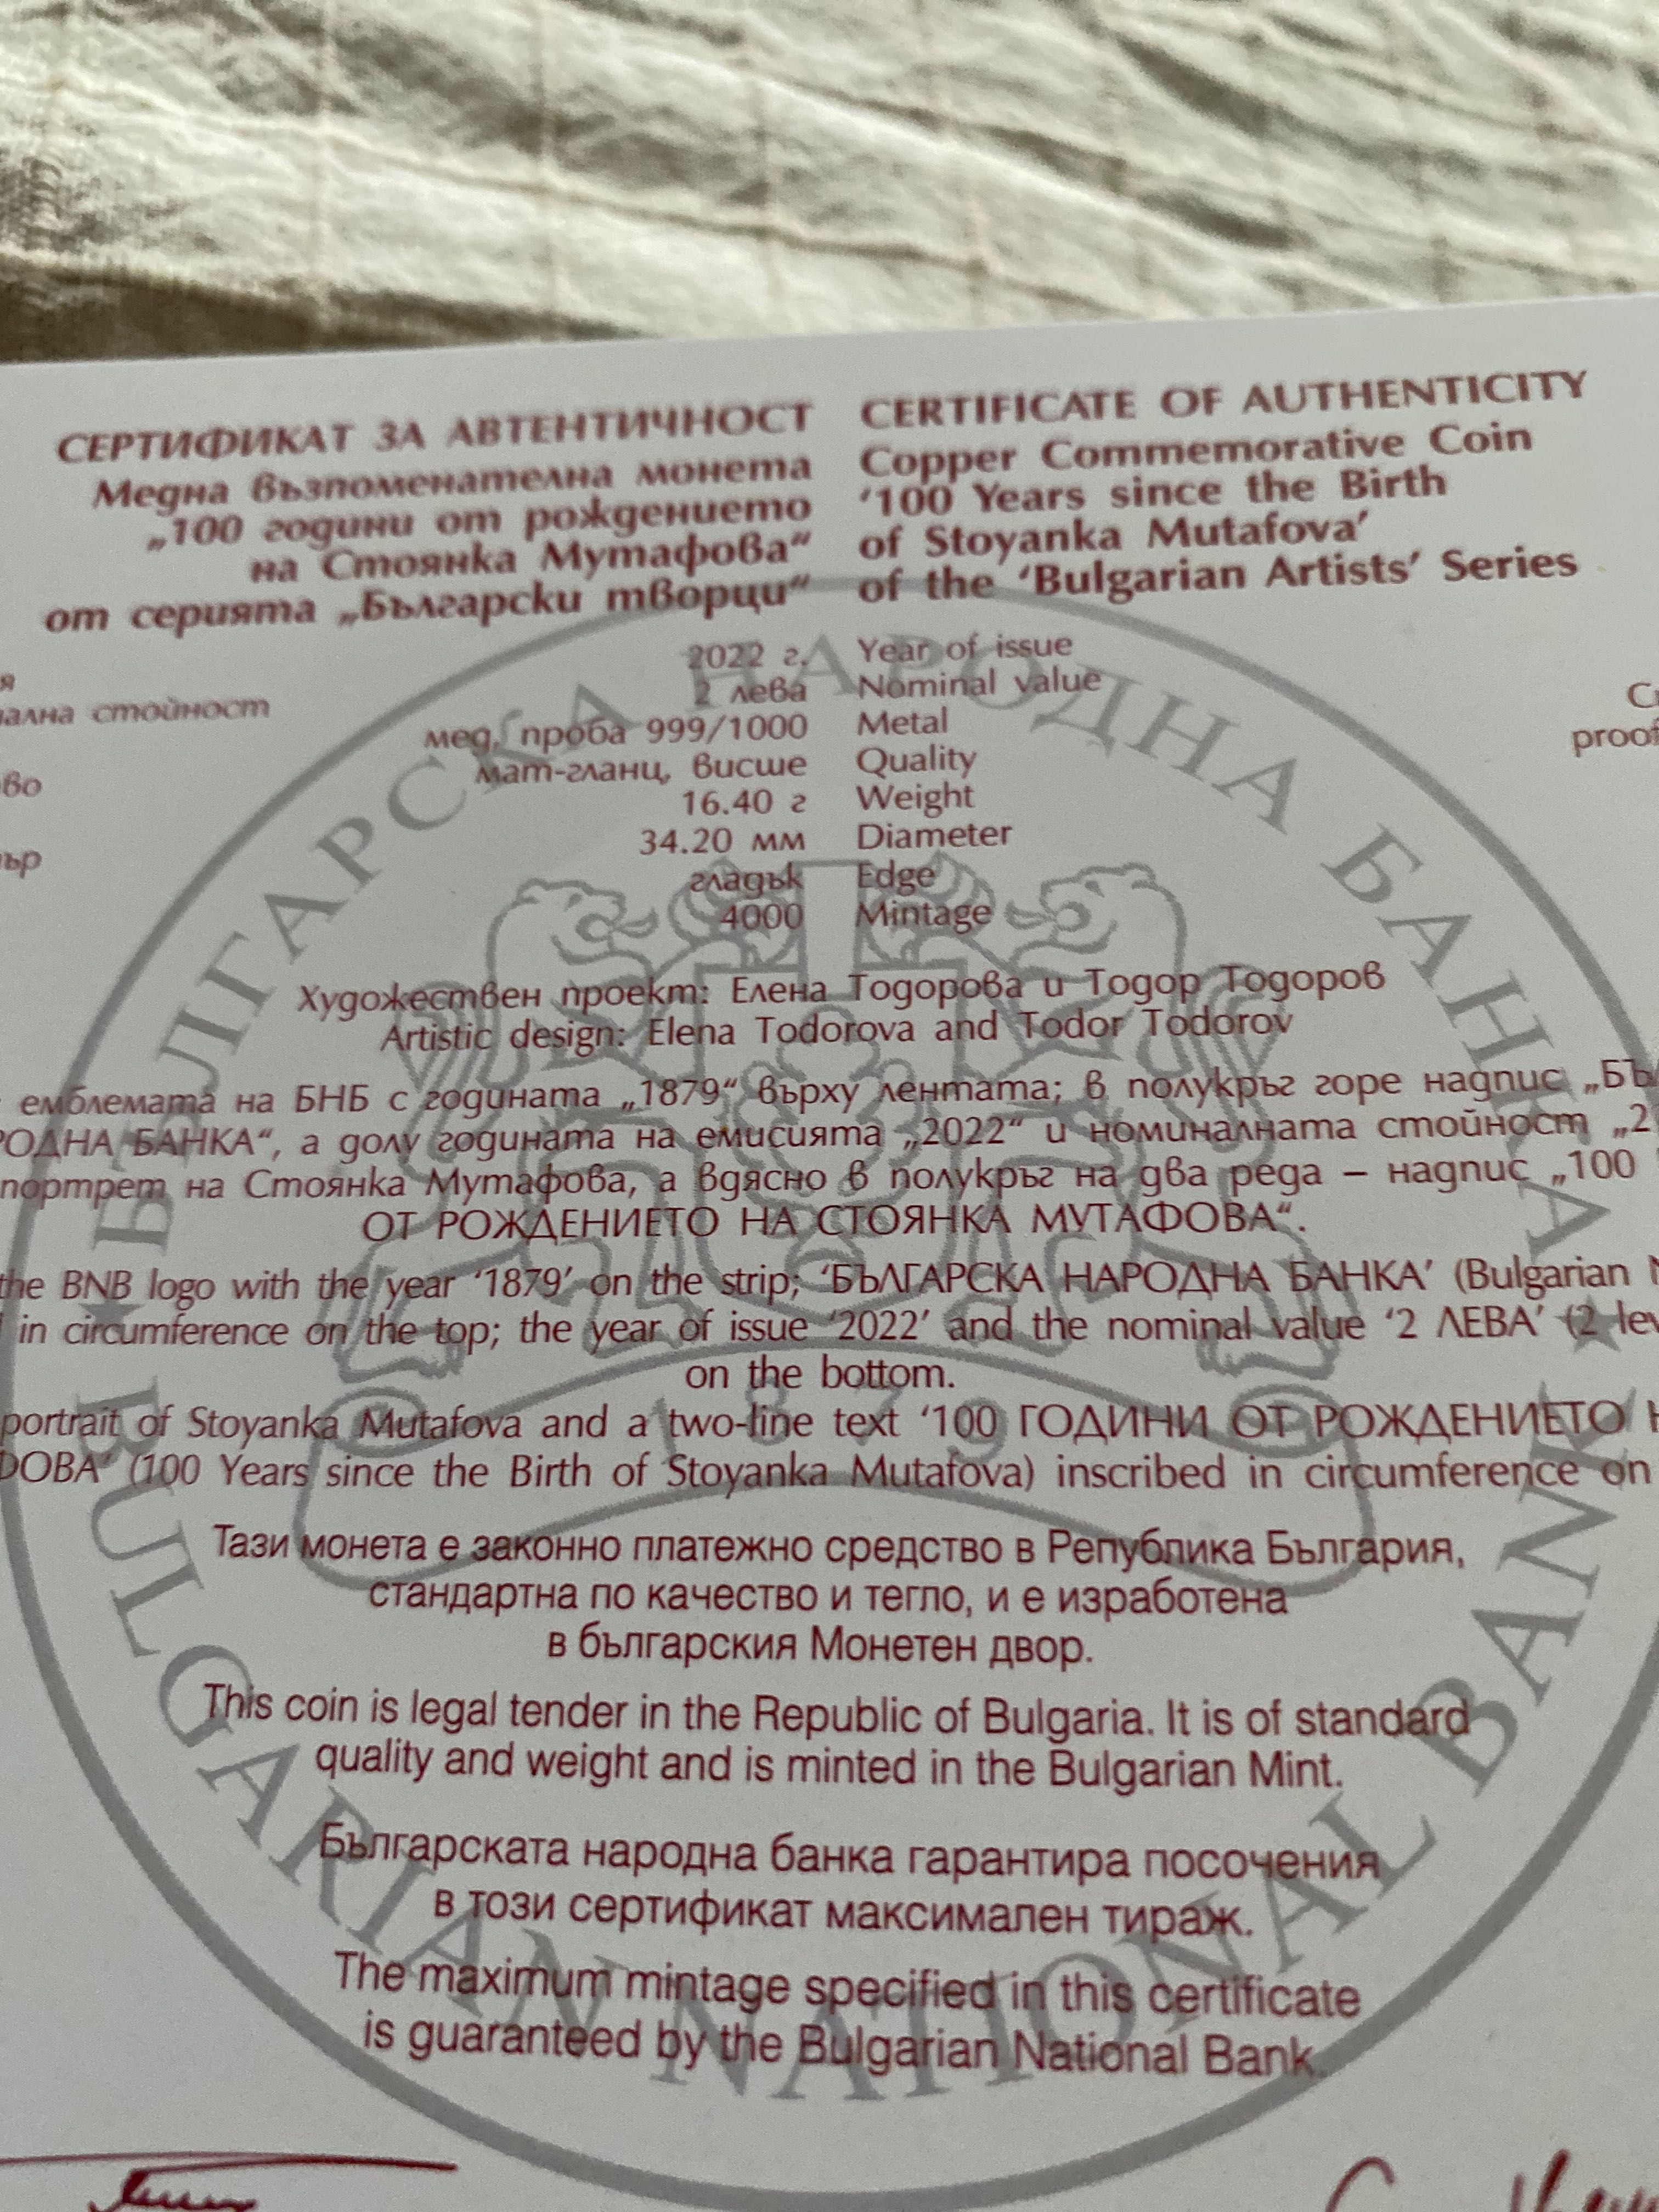 СЕРТИФИКАТ ЗА АВТЕНТИЧНОСТ
Медна възпоменателна монета
„100 години от рождението
на Стоянка Мутафова“
от серията „Български творци“
CERTIFICATE OF AUTHENTICITY
Copper Commemorative Coin
‘100 Years since the Birth
of Stoyanka Mutafova’
of the ‘Bulgarian Artists’ Series
2022 г. Year of issue
стойност 2 лева Nominal value
мед, проба 999/1000 Metal
мат-гланц, висше Quality proof
16.40 г Weight
34.20 мм Diameter
гладък Edge
4000 Mintage
Художествен проект: Елена Тодорова и Тодор Тодоров
Artistic design: Elena Todorova and Todor Todorov
емблемата на БНБ с годината „1879“ върху лентата; в полукръг горе надпис „БЪ
РОДНА БАНКА“, а долу годината на емисията „2022“ и номиналната стойност „2
портрет на Стоянка Мутафова, а вдясно в полукръг на два реда – надпис „100
ОТ РОЖДЕНИЕТО НА СТОЯНКА МУТАФОВА“.
the BNB logo with the year ‘1879’ on the strip; ‘БЪЛГАРСКА НАРОДНА БАНКА’ (Bulgarian
in circumference on the top; the year of issue ‘2022’ and the nominal value ‘2 ЛЕВА’ (2 lev
on the bottom.
portrait of Stoyanka Mutafova and a two-line text ‘100 ГОДИНИ ОТ РОЖДЕНИЕТО
ФОВА’ (100 Years since the Birth of Stoyanka Mutafova) inscribed in circumference on
Тази монета е законно платежно средство в Република България,
стандартна по качество и тегло, и е изработена
в българския Монетен двор.
This coin is legal tender in the Republic of Bulgaria. It is of standard
quality and weight and is minted in the Bulgarian Mint.
Българската народна банка гарантира посочения
в този сертификат максимален тираж.
The maximum mintage specified in this certificate
is guaranteed by the Bulgarian National Bank.
БЪЛГАРСКА НАРОДНА БАНКА
1879
BULGARIAN NATIONAL BANK